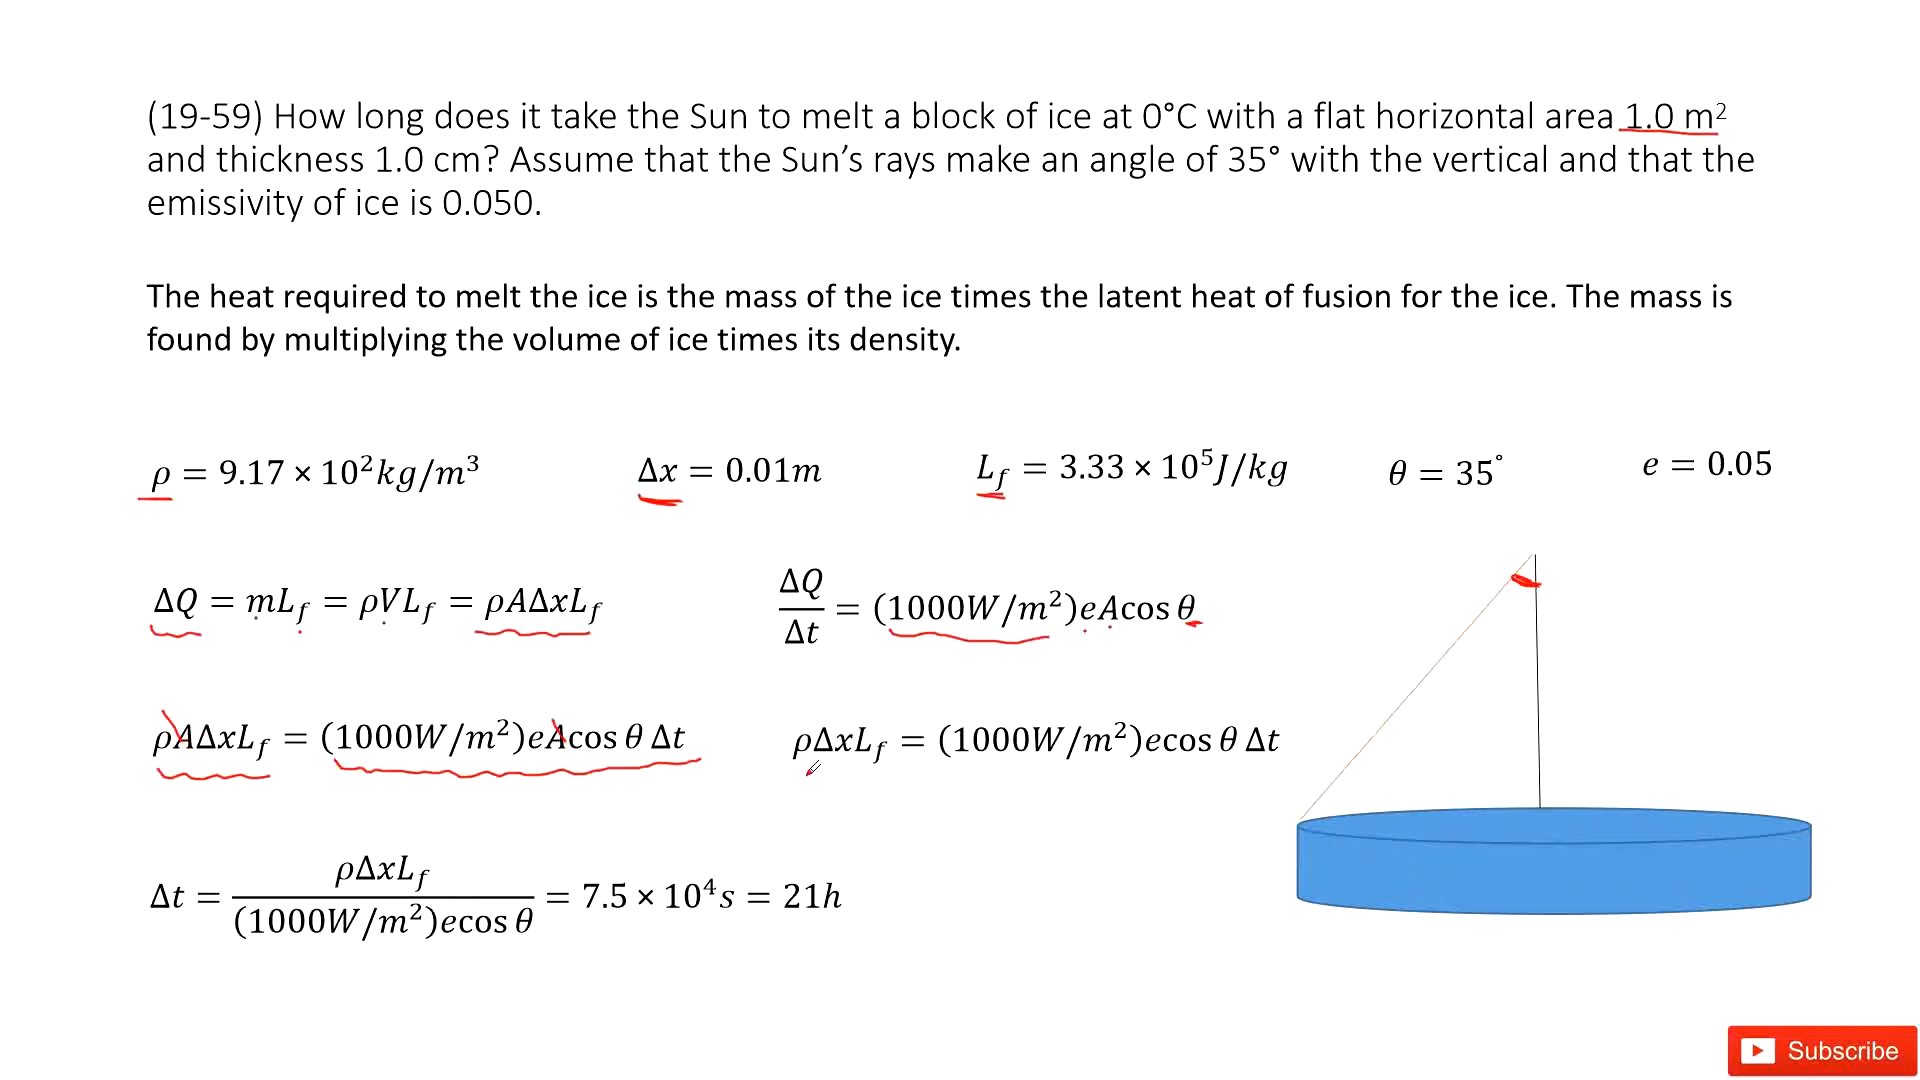 (19-59) How long does it take the Sun to melt a block of ice at 0°C with a flat horizontal area 1.0 m²
and thickness 1.0 cm? Assume that the Sun’s rays make an angle of 35° with the vertical and that the
emissivity of ice is 0.050.
The heat required to melt the ice is the mass of the ice times the latent heat of fusion for the ice. The mass is
found by multiplying the volume of ice times its density.
ρ = 9.17 × 10²kg/m³
Δx = 0.01m
L_f = 3.33 × 10⁵J/kg
θ = 35°
e = 0.05
ΔQ = mL_f = ρVL_f = ρAΔxL_f
ΔQ/Δt = (1000W/m²)eAcos θ
ρAΔxL_f = (1000W/m²)eAcos θ Δt
ρΔxL_f = (1000W/m²)ecos θ Δt
Δt = ρΔxL_f/(1000W/m²)ecos θ = 7.5 × 10⁴s = 21h
Subscribe